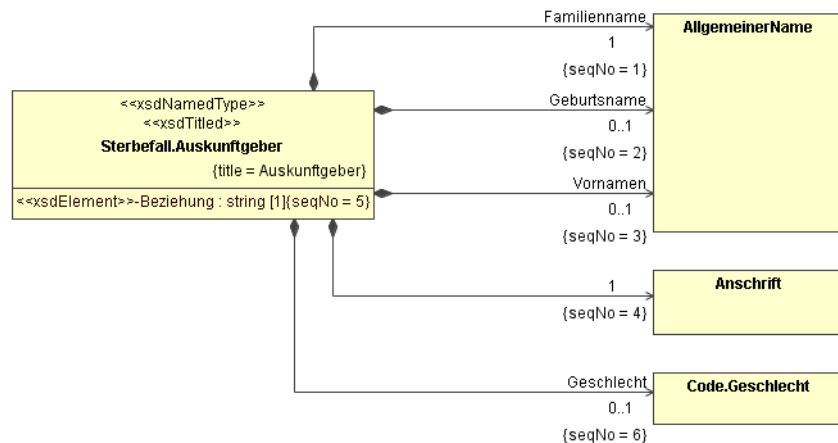 Familienname
1
{seqNo = 1}
AllgemeinerName
<<xsdNamedType>>
<<xsdTitled>>
Sterbefall.Auskunftgeber
{title = Auskunftgeber}
<<xsdElement>>-Beziehung : string [1]{seqNo = 5}
Geburtsname
0..1
{seqNo = 2}
Vornamen
0..1
{seqNo = 3}
1
{seqNo = 4}
Anschrift
Geschlecht
0..1
{seqNo = 6}
Code.Geschlecht